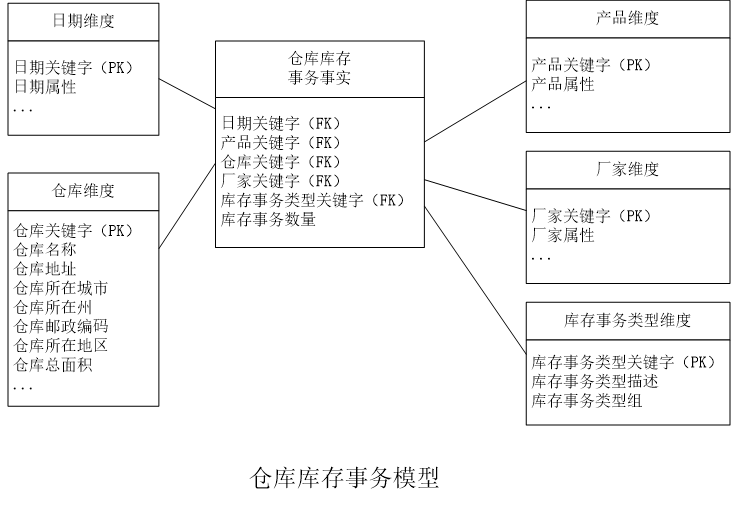 日期维度
日期关键字（PK）
日期属性
...
仓库维度
仓库关键字（PK）
仓库名称
仓库地址
仓库所在城市
仓库所在州
仓库邮政编码
仓库所在地区
仓库总面积
...
仓库库存
事务事实
日期关键字（FK）
产品关键字（FK）
仓库关键字（FK）
厂家关键字（FK）
库存事务类型关键字（FK）
库存事务数量
产品维度
产品关键字（PK）
产品属性
...
厂家维度
厂家关键字（PK）
厂家属性
...
库存事务类型维度
库存事务类型关键字（PK）
库存事务类型描述
库存事务类型组
仓库库存事务模型